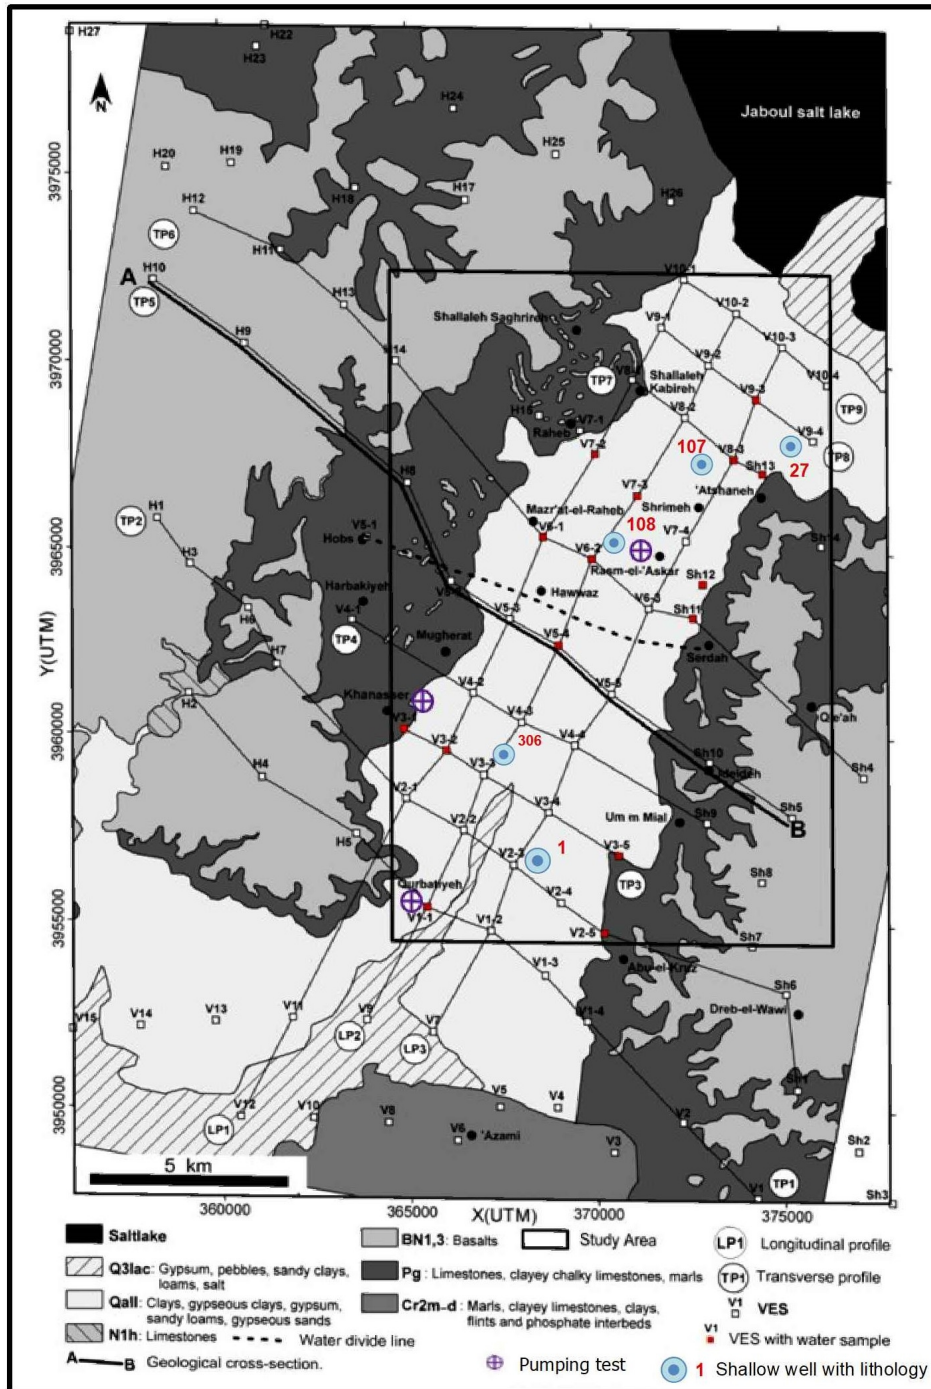 H27
H22
H23
N
H24
Jaboul salt lake
H25
H20
H19
3975000
H18
H17
H26
H12
TP6
H11
A
H10
V10-1
TP5
H13
V10-2
Shallaleh Saghrireh
V9-1
H9
V10-3
H14
V9-2
3970000
V10-4
TP7
Shallaleh
Kabireh
V9-3
TP9
V8-2
V7-1
Raheb
V9-4
V7-2
107
V8-3
TP8
Sh13
27
H8
'Atshaneh
V7-3
Shrimeh
H1
TP2
Mazr'at-el-Raheb
108
V5-1
V6-1
V7-4
Hobs
Sh14
3965000
V6-2
H3
Rasm-el-'Askar
Sh12
Harbakiyeh
Hawwaz
V6-3
V4-1
V5-3
Sh11
H6
TP4
Mugherat
V5-4
Serdah
Y(UTM)
H7
V4-2
V5-5
Khanasser
H2
V3-1
V4-3
Q'e'ah
3960000
V3-2
306
V4-4
V3-3
Sh10
H4
Jdeideh
Sh4
V2-1
V3-4
Sh5
B
V2-2
Um m Mial
Sh9
H5
V2-3
1
V3-5
Sh8
Qurbatiyeh
TP3
V2-4
3955000
V1-1
V1-2
V2-5
Sh7
V1-3
Abu-el-Kruz
Sh6
V15
V14
V13
V11
V9
V1-4
Dreb-el-Wawi
LP2
V7
LP3
Sh1
3950000
V12
V10
V5
V4
LP1
V8
V2
V6
'Azami
V3
Sh2
5 km
TP1
V1
Sh3
360000
365000
X(UTM)
370000
375000
Saltlake
BN1,3: Basalts
Study Area
LP1
Longitudinal profile
Q3lac: Gypsum, pebbles, sandy clays,
loams, salt
Pg : Limestones, clayey chalky limestones, marls
TP1
Transverse profile
Qall: Clays, gypseous clays, gypsum,
sandy loams, gypseous sands
Cr2m-d : Marls, clayey limestones, clays,
flints and phosphate interbeds
V1
VES
N1h: Limestones
Water divide line
V1
VES with water sample
A
B
Geological cross-section.
Pumping test
1 Shallow well with lithology